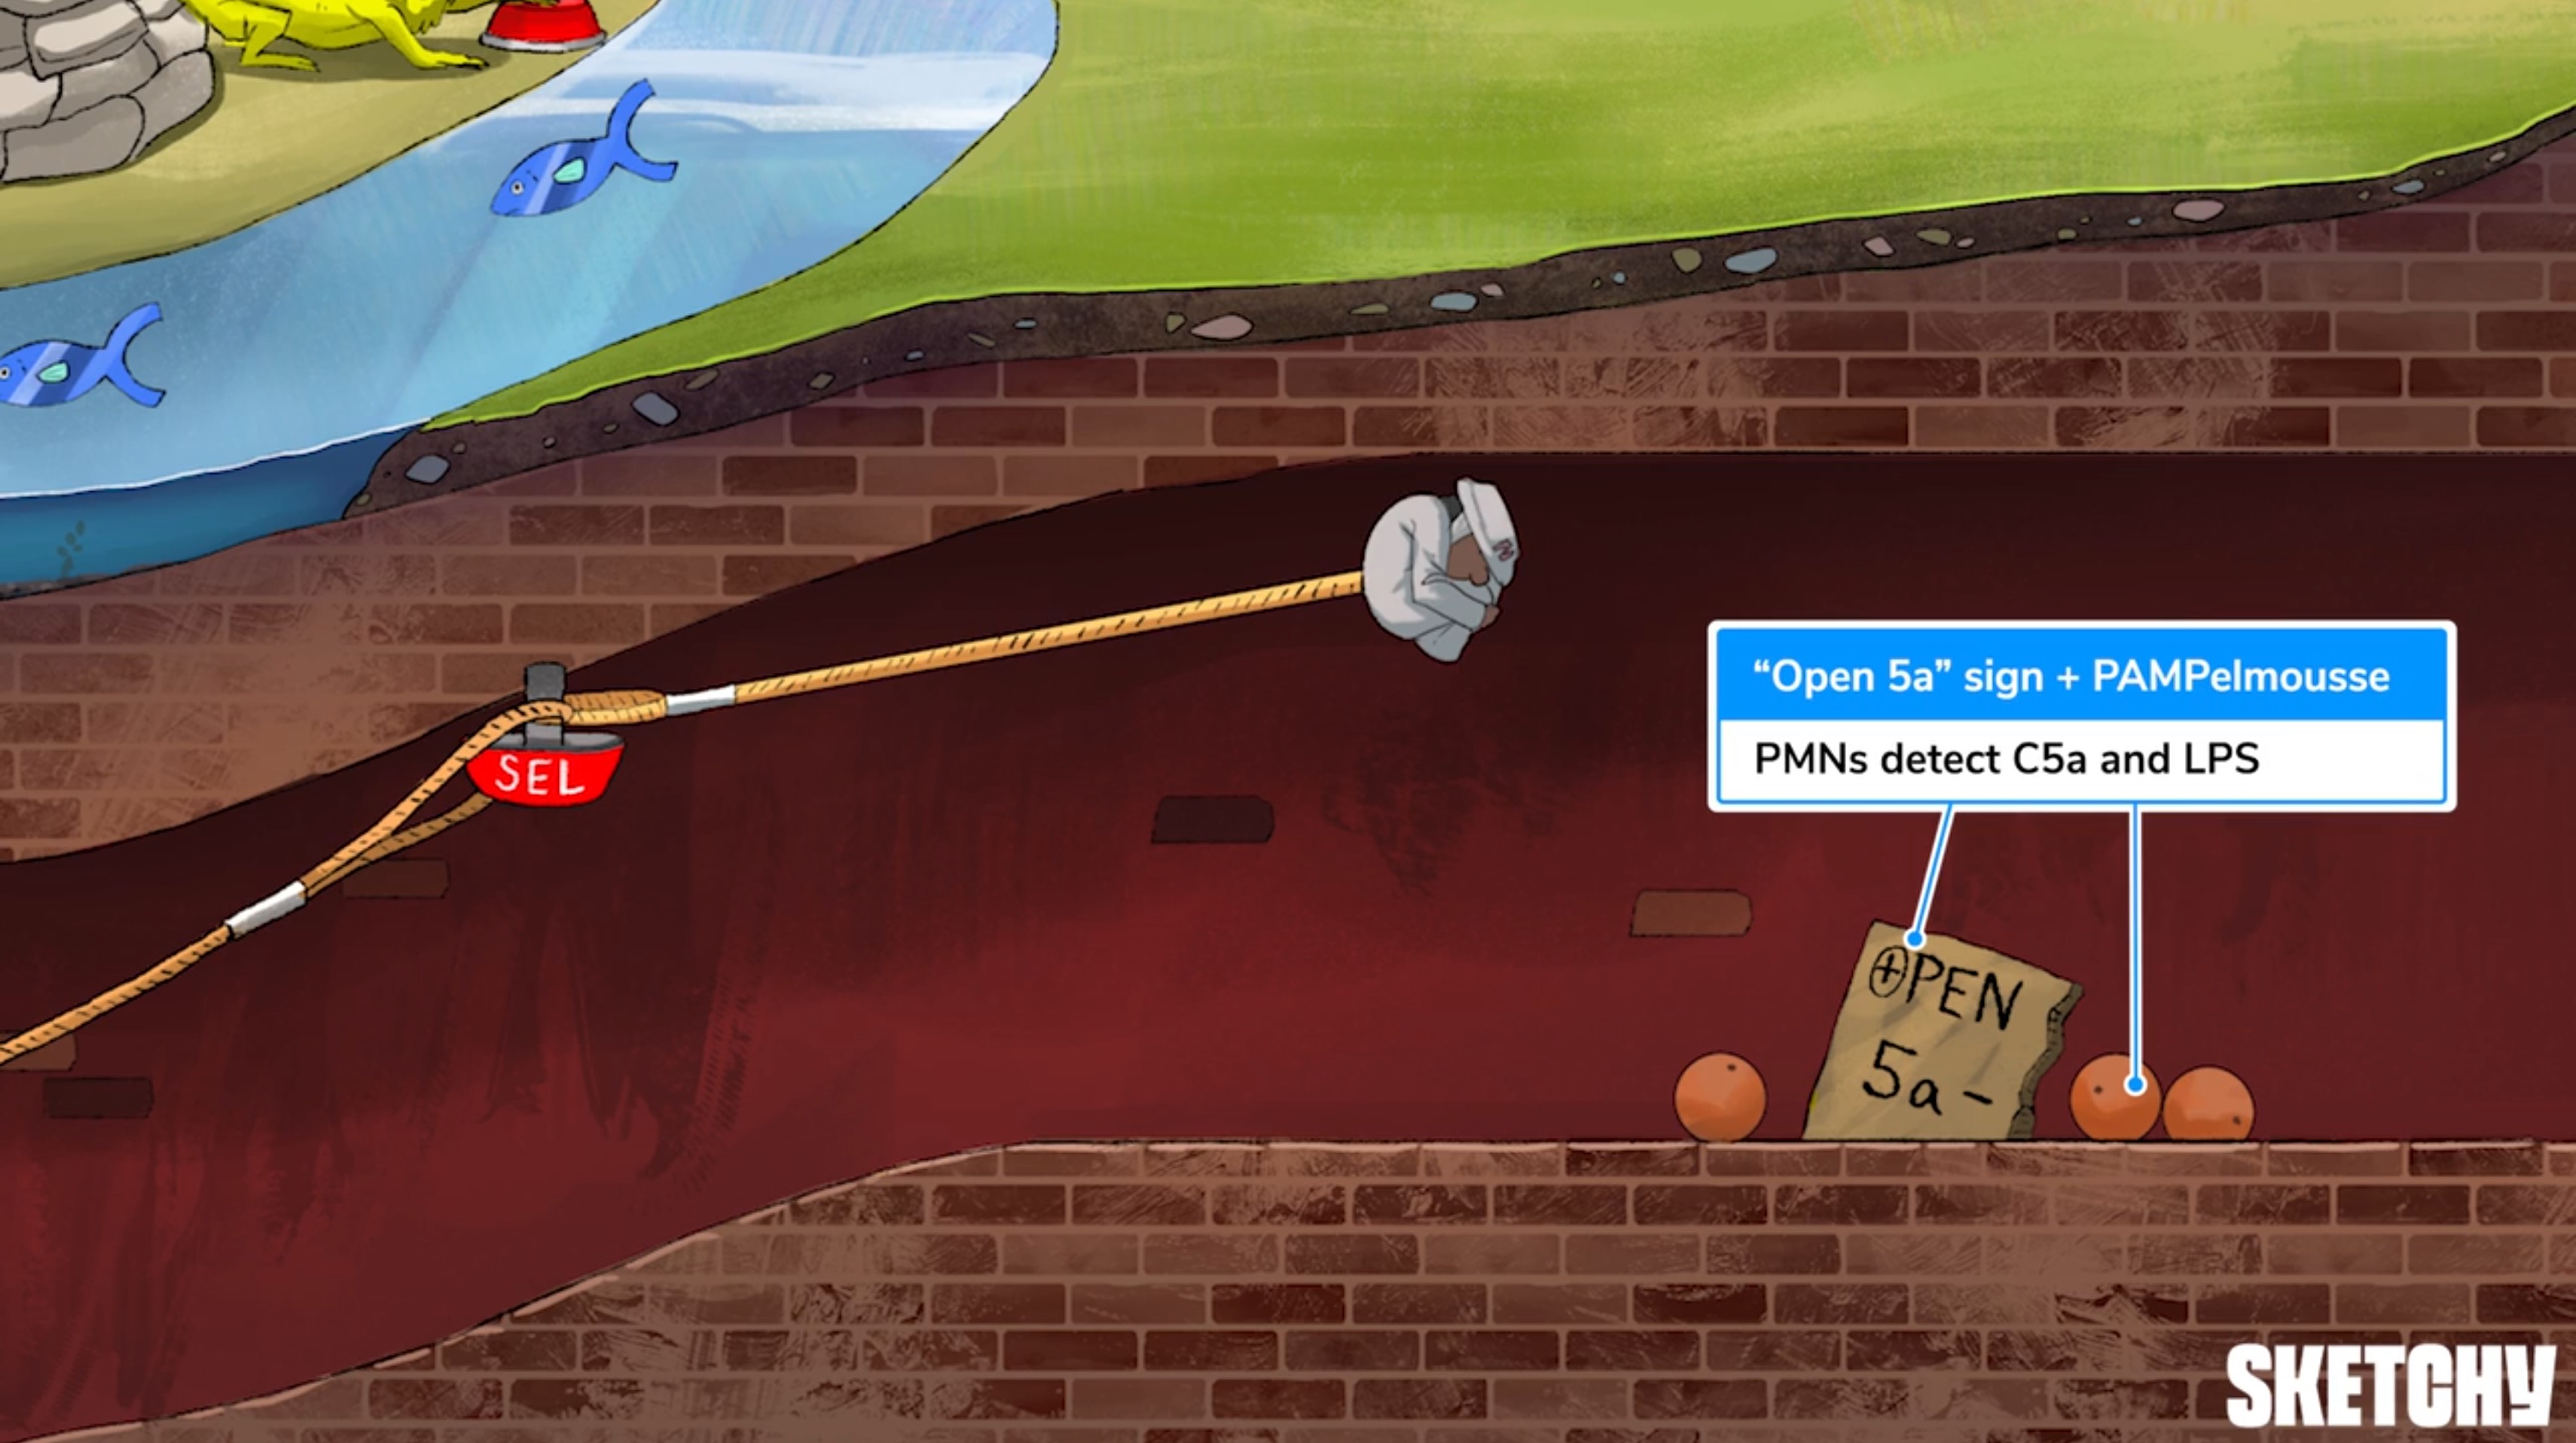 SEL
“Open 5a” sign + PAMPelmousse
PMNs detect C5a and LPS
OPEN
5a-
SKETCHY